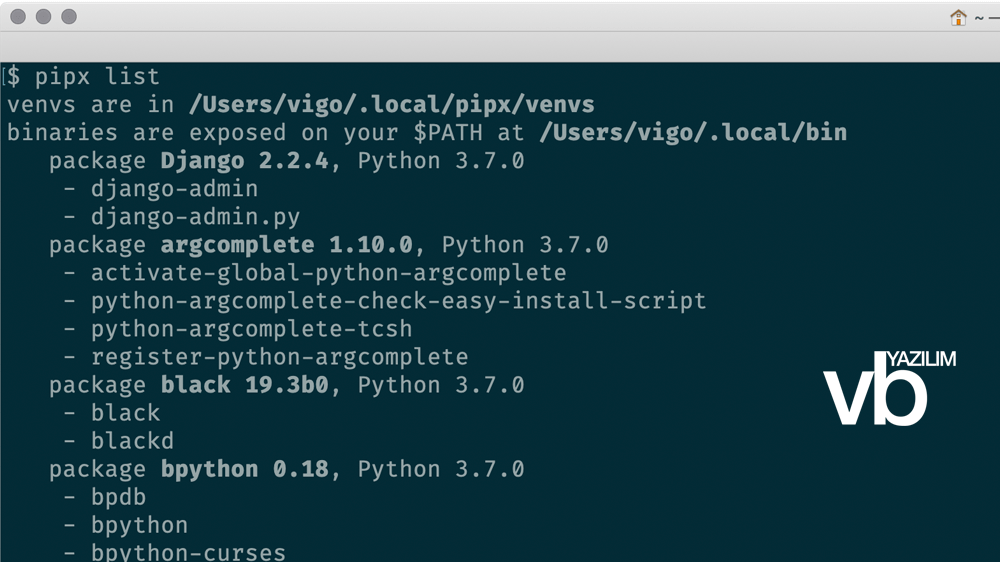 ~ —
$ pipx list
venvs are in /Users/vigo/.local/pipx/venvs
binaries are exposed on your $PATH at /Users/vigo/.local/bin
package Django 2.2.4, Python 3.7.0
- django-admin
- django-admin.py
package argcomplete 1.10.0, Python 3.7.0
- activate-global-python-argcomplete
- python-argcomplete-check-easy-install-script
- python-argcomplete-tcsh
- register-python-argcomplete
package black 19.3b0, Python 3.7.0
- black
- blackd
package bpython 0.18, Python 3.7.0
- bpdb
- bpython
- bpython-curses
YAZILIM
vb